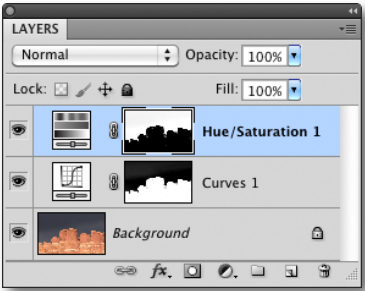 LAYERS
Normal Opacity: 100%
Lock: Fill: 100%
Hue/Saturation 1
Curves 1
Background
fx.